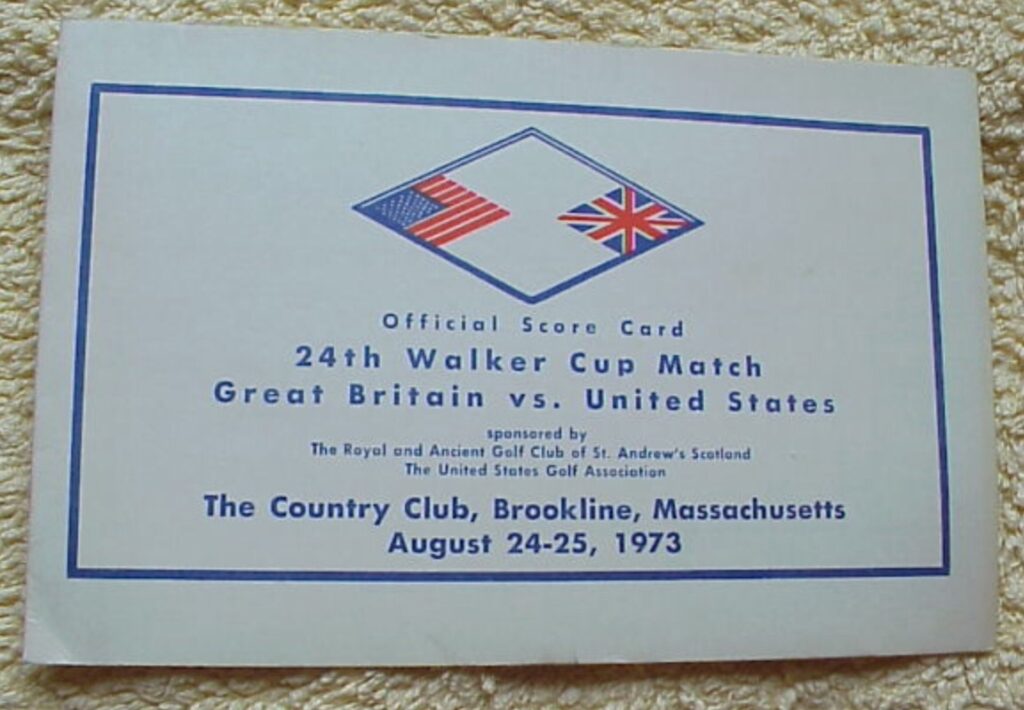 Official Score Card
24th Walker Cup Match
Great Britain vs. United States
sponsored by
The Royal and Ancient Golf Club of St. Andrew's Scotland
The United States Golf Association
The Country Club, Brookline, Massachusetts
August 24-25, 1973